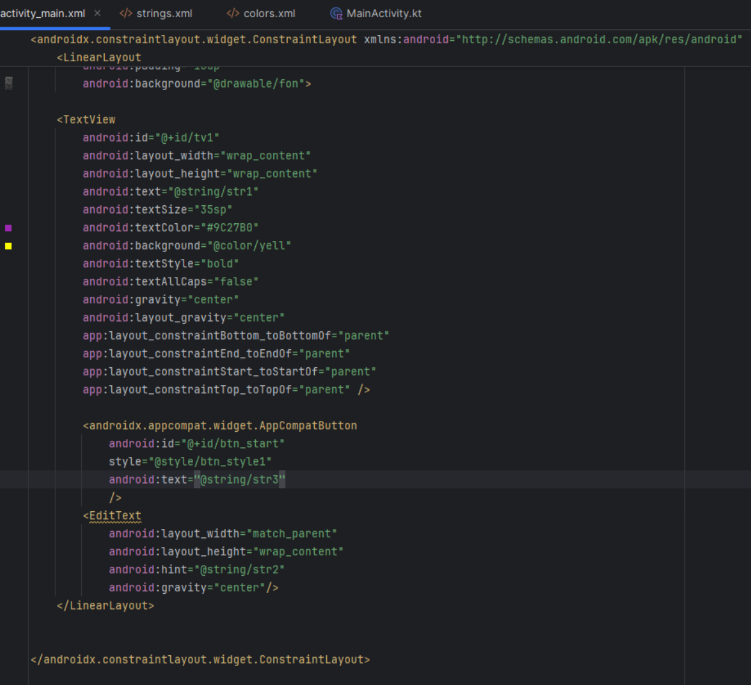 activity_main.xml × </> strings.xml </> colors.xml MainActivity.kt
<androidx.constraintlayout.widget.ConstraintLayout xmlns:android="http://schemas.android.com/apk/res/android"
<LinearLayout
android:background="@drawable/fon">
<TextView
android:id="@+id/tv1"
android:layout_width="wrap_content"
android:layout_height="wrap_content"
android:text="@string/str1"
android:textSize="35sp"
android:textColor="#9C27B0"
android:background="@color/yell"
android:textStyle="bold"
android:textAllCaps="false"
android:gravity="center"
android:layout_gravity="center"
app:layout_constraintBottom_toBottomOf="parent"
app:layout_constraintEnd_toEndOf="parent"
app:layout_constraintStart_toStartOf="parent"
app:layout_constraintTop_toTopOf="parent" />
<androidx.appcompat.widget.AppCompatButton
android:id="@+id/btn_start"
style="@style/btn_style1"
android:text="@string/str3"
/>
<EditText
android:layout_width="match_parent"
android:layout_height="wrap_content"
android:hint="@string/str2"
android:gravity="center"/>
</LinearLayout>
</androidx.constraintlayout.widget.ConstraintLayout>